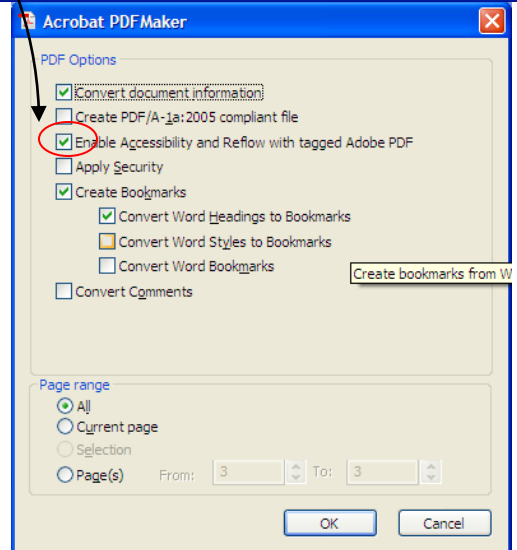 Acrobat PDFMaker
PDF Options
Convert document information
Create PDF/A-1a:2005 compliant file
Enable Accessibility and Reflow with tagged Adobe PDF
Apply Security
Create Bookmarks
Convert Word Headings to Bookmarks
Convert Word Styles to Bookmarks
Convert Word Bookmarks
Create bookmarks from W
Convert Comments
Page range
All
Current page
Selection
Page(s) From: 3 To: 3
OK Cancel